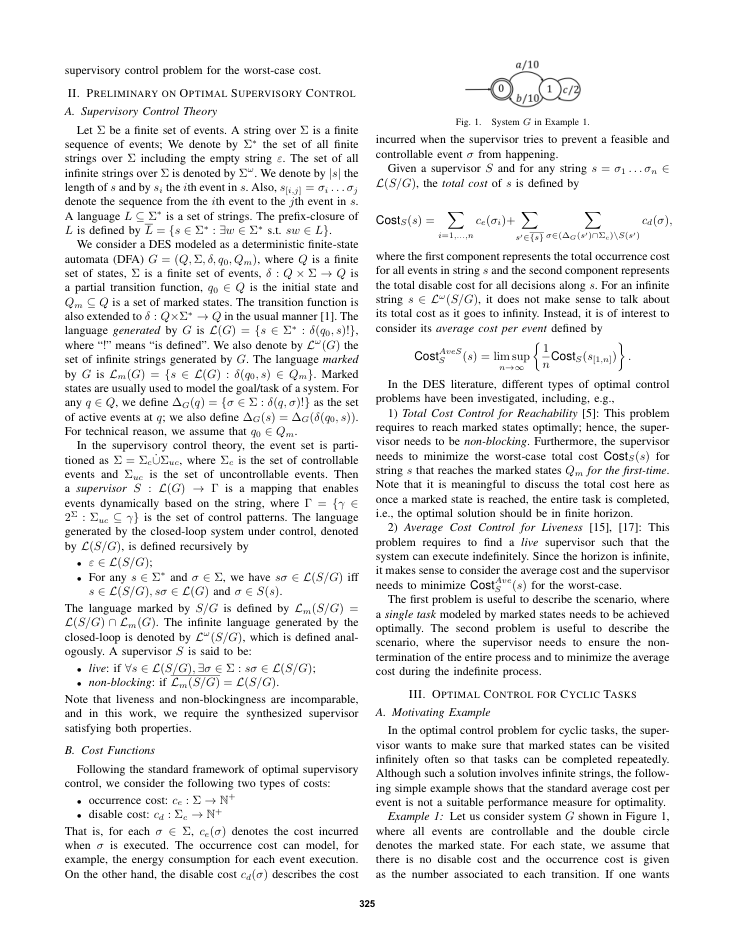 supervisory control problem for the worst-case cost.
II. PRELIMINARY ON OPTIMAL SUPERVISORY CONTROL
A. Supervisory Control Theory
Let Σ be a finite set of events. A string over Σ is a finite
sequence of events; We denote by Σ* the set of all finite
strings over Σ including the empty string ε. The set of all
infinite strings over Σ is denoted by Σ^ω. We denote by |s| the
length of s and by s_i the ith event in s. Also, s_[i,j] = σ_i . . . σ_j
denote the sequence from the ith event to the jth event in s.
A language L ⊆ Σ* is a set of strings. The prefix-closure of
L is defined by L̅ = {s ∈ Σ* : ∃w ∈ Σ* s.t. sw ∈ L}.
We consider a DES modeled as a deterministic finite-state
automata (DFA) G = (Q, Σ, δ, q_0, Q_m), where Q is a finite
set of states, Σ is a finite set of events, δ : Q × Σ → Q is
a partial transition function, q_0 ∈ Q is the initial state and
Q_m ⊆ Q is a set of marked states. The transition function is
also extended to δ : Q×Σ* → Q in the usual manner [1]. The
language generated by G is ℒ(G) = {s ∈ Σ* : δ(q_0, s)!},
where “!” means “is defined”. We also denote by ℒ^ω(G) the
set of infinite strings generated by G. The language marked
by G is ℒ_m(G) = {s ∈ ℒ(G) : δ(q_0, s) ∈ Q_m}. Marked
states are usually used to model the goal/task of a system. For
any q ∈ Q, we define Δ_G(q) = {σ ∈ Σ : δ(q, σ)!} as the set
of active events at q; we also define Δ_G(s) = Δ_G(δ(q_0, s)).
For technical reason, we assume that q_0 ∈ Q_m.
In the supervisory control theory, the event set is parti-
tioned as Σ = Σ_c∪̇Σ_uc, where Σ_c is the set of controllable
events and Σ_uc is the set of uncontrollable events. Then
a supervisor S : ℒ(G) → Γ is a mapping that enables
events dynamically based on the string, where Γ = {γ ∈
2^Σ : Σ_uc ⊆ γ} is the set of control patterns. The language
generated by the closed-loop system under control, denoted
by ℒ(S/G), is defined recursively by
• ε ∈ ℒ(S/G);
• For any s ∈ Σ* and σ ∈ Σ, we have sσ ∈ ℒ(S/G) iff
s ∈ ℒ(S/G), sσ ∈ ℒ(G) and σ ∈ S(s).
The language marked by S/G is defined by ℒ_m(S/G) =
ℒ(S/G) ∩ ℒ_m(G). The infinite language generated by the
closed-loop is denoted by ℒ^ω(S/G), which is defined anal-
ogously. A supervisor S is said to be:
• live: if ∀s ∈ ℒ(S/G), ∃σ ∈ Σ : sσ ∈ ℒ(S/G);
• non-blocking: if \overline{ℒ_m(S/G)} = ℒ(S/G).
Note that liveness and non-blockingness are incomparable,
and in this work, we require the synthesized supervisor
satisfying both properties.
B. Cost Functions
Following the standard framework of optimal supervisory
control, we consider the following two types of costs:
• occurrence cost: c_e : Σ → ℕ^+
• disable cost: c_d : Σ_c → ℕ^+
That is, for each σ ∈ Σ, c_e(σ) denotes the cost incurred
when σ is executed. The occurrence cost can model, for
example, the energy consumption for each event execution.
On the other hand, the disable cost c_d(σ) describes the cost
a/10
0 1 c/2
b/10
Fig. 1. System G in Example 1.
incurred when the supervisor tries to prevent a feasible and
controllable event σ from happening.
Given a supervisor S and for any string s = σ_1 . . . σ_n ∈
ℒ(S/G), the total cost of s is defined by
Cost_S(s) = ∑_{i=1,...,n} c_e(σ_i)+ ∑_{s'∈\overline{{s}}} ∑_{σ∈(Δ_G(s')∩Σ_c)\S(s')} c_d(σ),
where the first component represents the total occurrence cost
for all events in string s and the second component represents
the total disable cost for all decisions along s. For an infinite
string s ∈ ℒ^ω(S/G), it does not make sense to talk about
its total cost as it goes to infinity. Instead, it is of interest to
consider its average cost per event defined by
Cost_S^{AveS}(s) = lim sup_{n→∞} { 1/n Cost_S(s_[1,n]) } .
In the DES literature, different types of optimal control
problems have been investigated, including, e.g.,
1) Total Cost Control for Reachability [5]: This problem
requires to reach marked states optimally; hence, the super-
visor needs to be non-blocking. Furthermore, the supervisor
needs to minimize the worst-case total cost Cost_S(s) for
string s that reaches the marked states Q_m for the first-time.
Note that it is meaningful to discuss the total cost here as
once a marked state is reached, the entire task is completed,
i.e., the optimal solution should be in finite horizon.
2) Average Cost Control for Liveness [15], [17]: This
problem requires to find a live supervisor such that the
system can execute indefinitely. Since the horizon is infinite,
it makes sense to consider the average cost and the supervisor
needs to minimize Cost_S^{Ave}(s) for the worst-case.
The first problem is useful to describe the scenario, where
a single task modeled by marked states needs to be achieved
optimally. The second problem is useful to describe the
scenario, where the supervisor needs to ensure the non-
termination of the entire process and to minimize the average
cost during the indefinite process.
III. OPTIMAL CONTROL FOR CYCLIC TASKS
A. Motivating Example
In the optimal control problem for cyclic tasks, the super-
visor wants to make sure that marked states can be visited
infinitely often so that tasks can be completed repeatedly.
Although such a solution involves infinite strings, the follow-
ing simple example shows that the standard average cost per
event is not a suitable performance measure for optimality.
Example 1: Let us consider system G shown in Figure 1,
where all events are controllable and the double circle
denotes the marked state. For each state, we assume that
there is no disable cost and the occurrence cost is given
as the number associated to each transition. If one wants
325